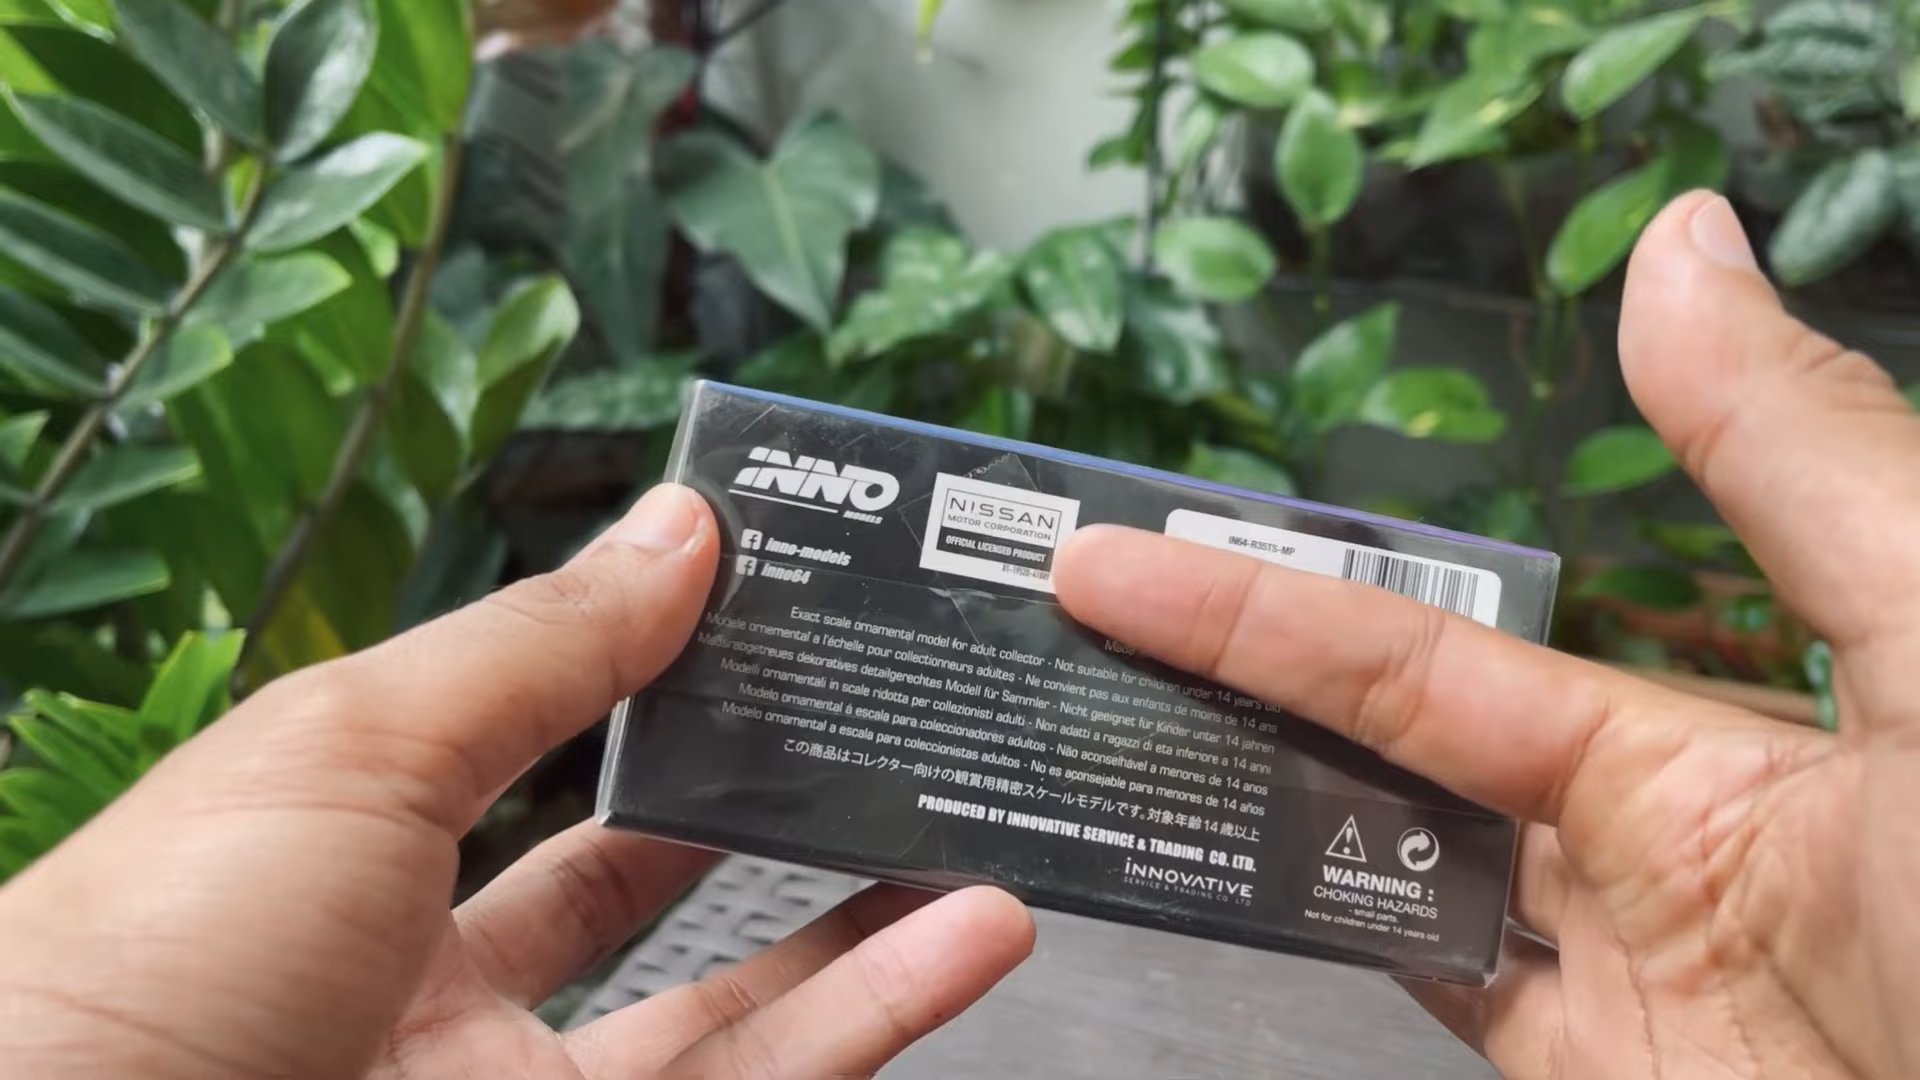 INNO
MODELS
inno-models
inno64
NISSAN
MOTOR CORPORATION
OFFICIAL LICENSED PRODUCT
IN64-R35TS-MP
Exact scale ornamental model for adult collector - Not suitable for children under 14 years old
Modele ornemental a l'échelle pour collectionneurs adultes - Ne convient pas aux enfants de moins de 14 ans
Massstabgetreues dekoratives detailgerechtes Modell für Sammler - Nicht geeignet für Kinder unter 14 jahren
Modelli ornamentali in scale ridotta per collezionisti adulti - Non adatti a ragazzi di eta inferiore a 14 anni
Modelo ornamental á escala para coleccionadores adultos - Não aconselhável a menores de 14 anos
Modelo ornamental a escala para coleccionistas adultos - No es aconsejable para menores de 14 años
この商品はコレクター向けの観賞用精密スケールモデルです。対象年齢14歳以上
PRODUCED BY INNOVATIVE SERVICE & TRADING CO. LTD.
iNNOVATIVE
SERVICE & TRADING CO. LTD
WARNING :
CHOKING HAZARDS
- small parts.
Not for children under 14 years old